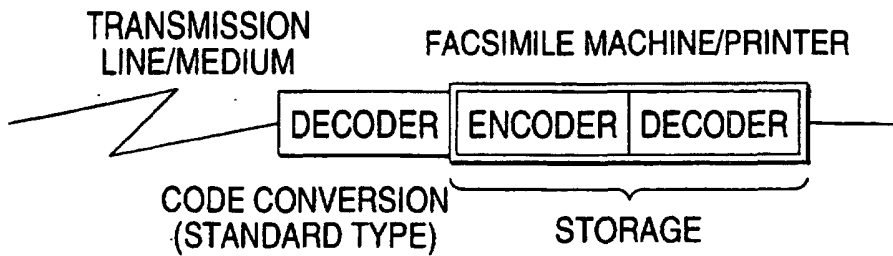 TRANSMISSION
LINE/MEDIUM
FACSIMILE MACHINE/PRINTER
DECODER ENCODER DECODER
CODE CONVERSION
(STANDARD TYPE)
STORAGE